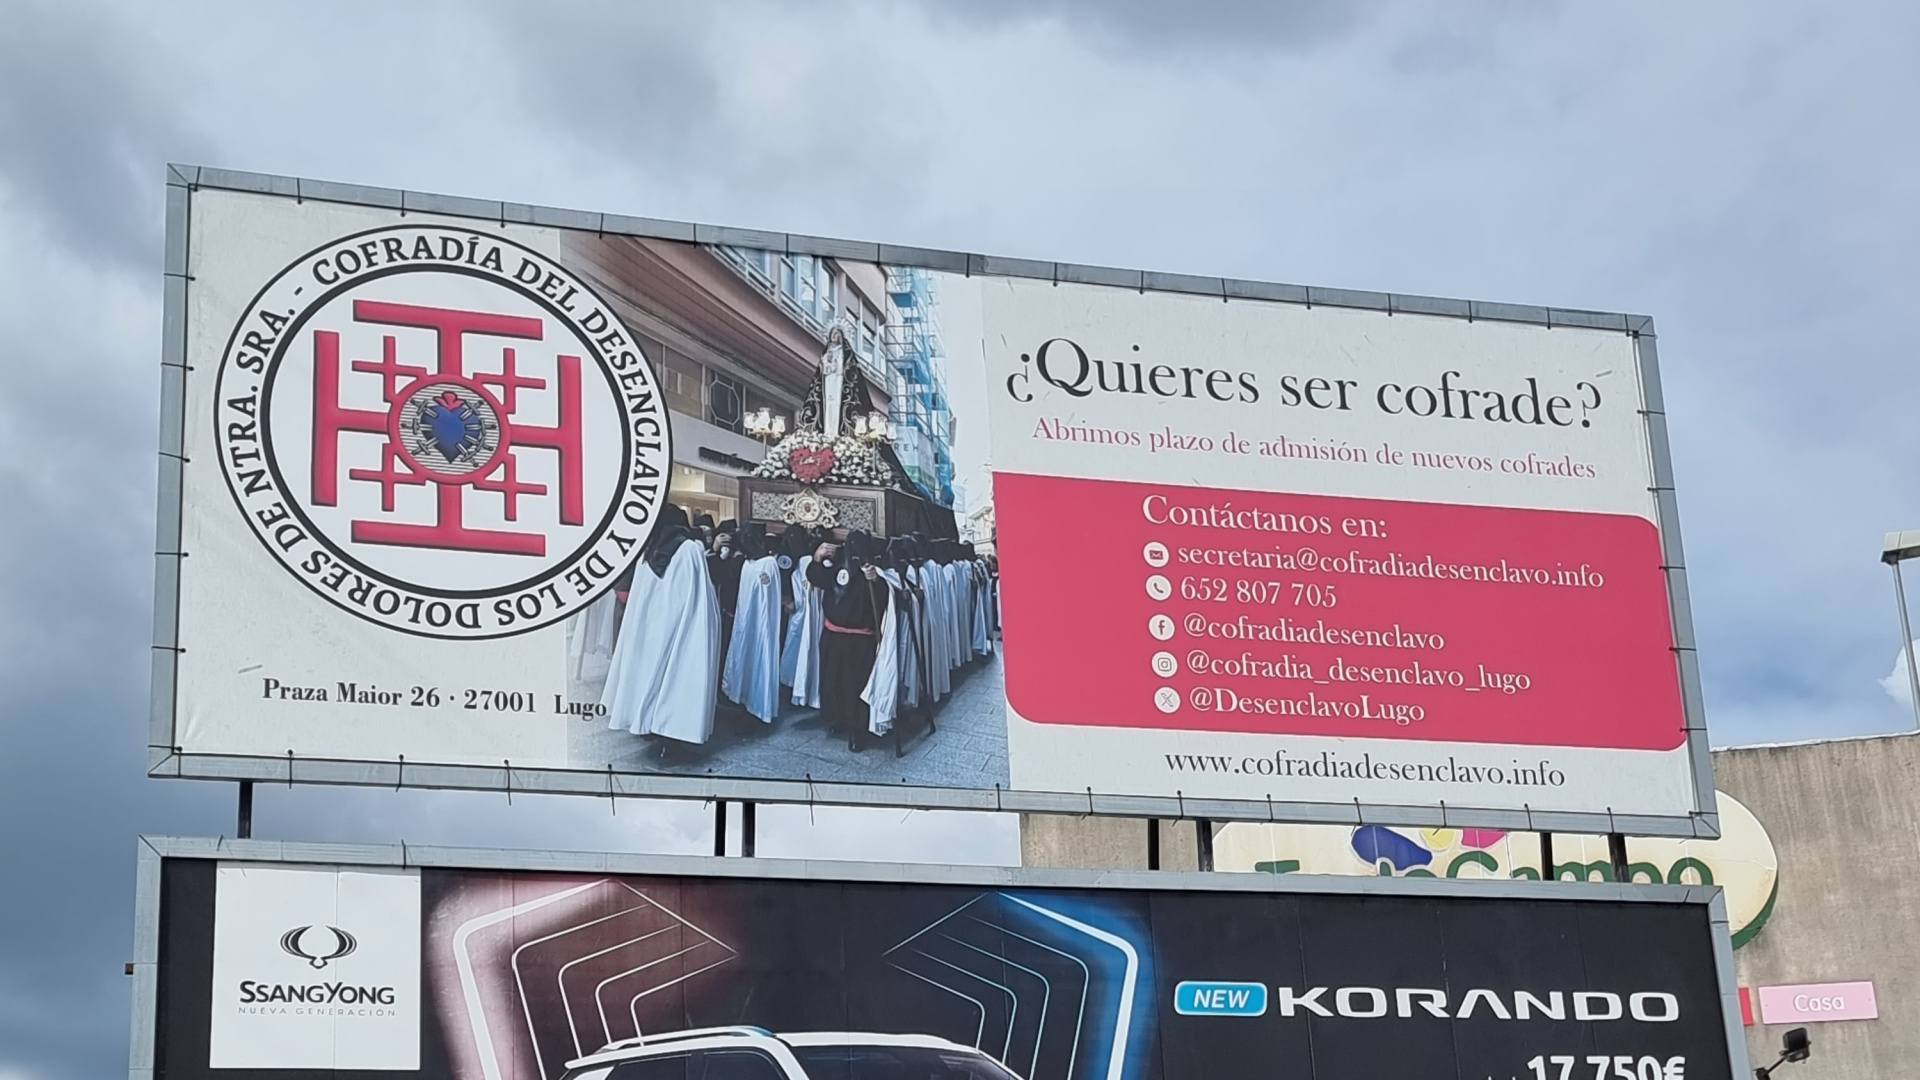 COFRADÍA DEL DESENCLAVO Y DE LOS DOLORES DE NTRA. SRA. -
Praza Maior 26 · 27001 Lugo
¿Quieres ser cofrade?
Abrimos plazo de admisión de nuevos cofrades
Contáctanos en:
secretaria@cofradiadesenclavo.info
652 807 705
@cofradiadesenclavo
@cofradia_desenclavo_lugo
@DesenclavoLugo
www.cofradiadesenclavo.info
SSANGYONG
NUEVA GENERACIÓN
NEW KORANDO
17.750€
Casa